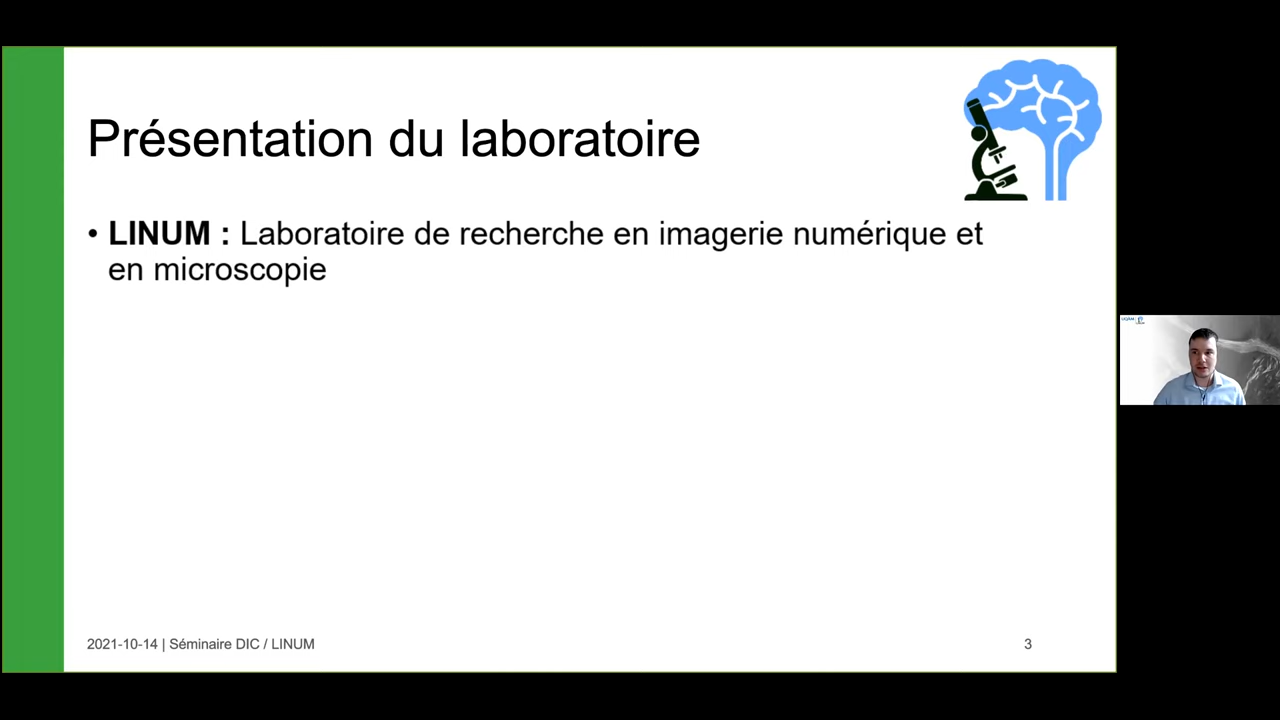 Présentation du laboratoire
• LINUM : Laboratoire de recherche en imagerie numérique et
en microscopie
2021-10-14 | Séminaire DIC / LINUM
3